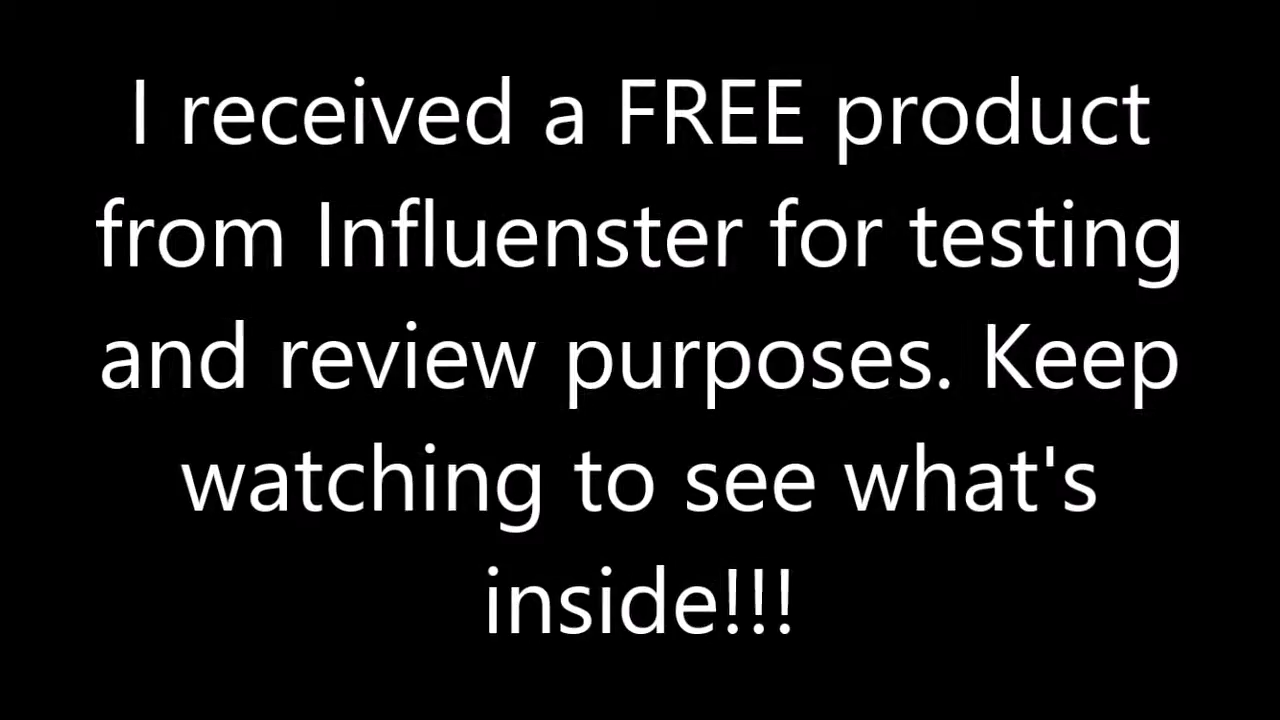 I received a FREE product
from Influenster for testing
and review purposes. Keep
watching to see what's
inside!!!